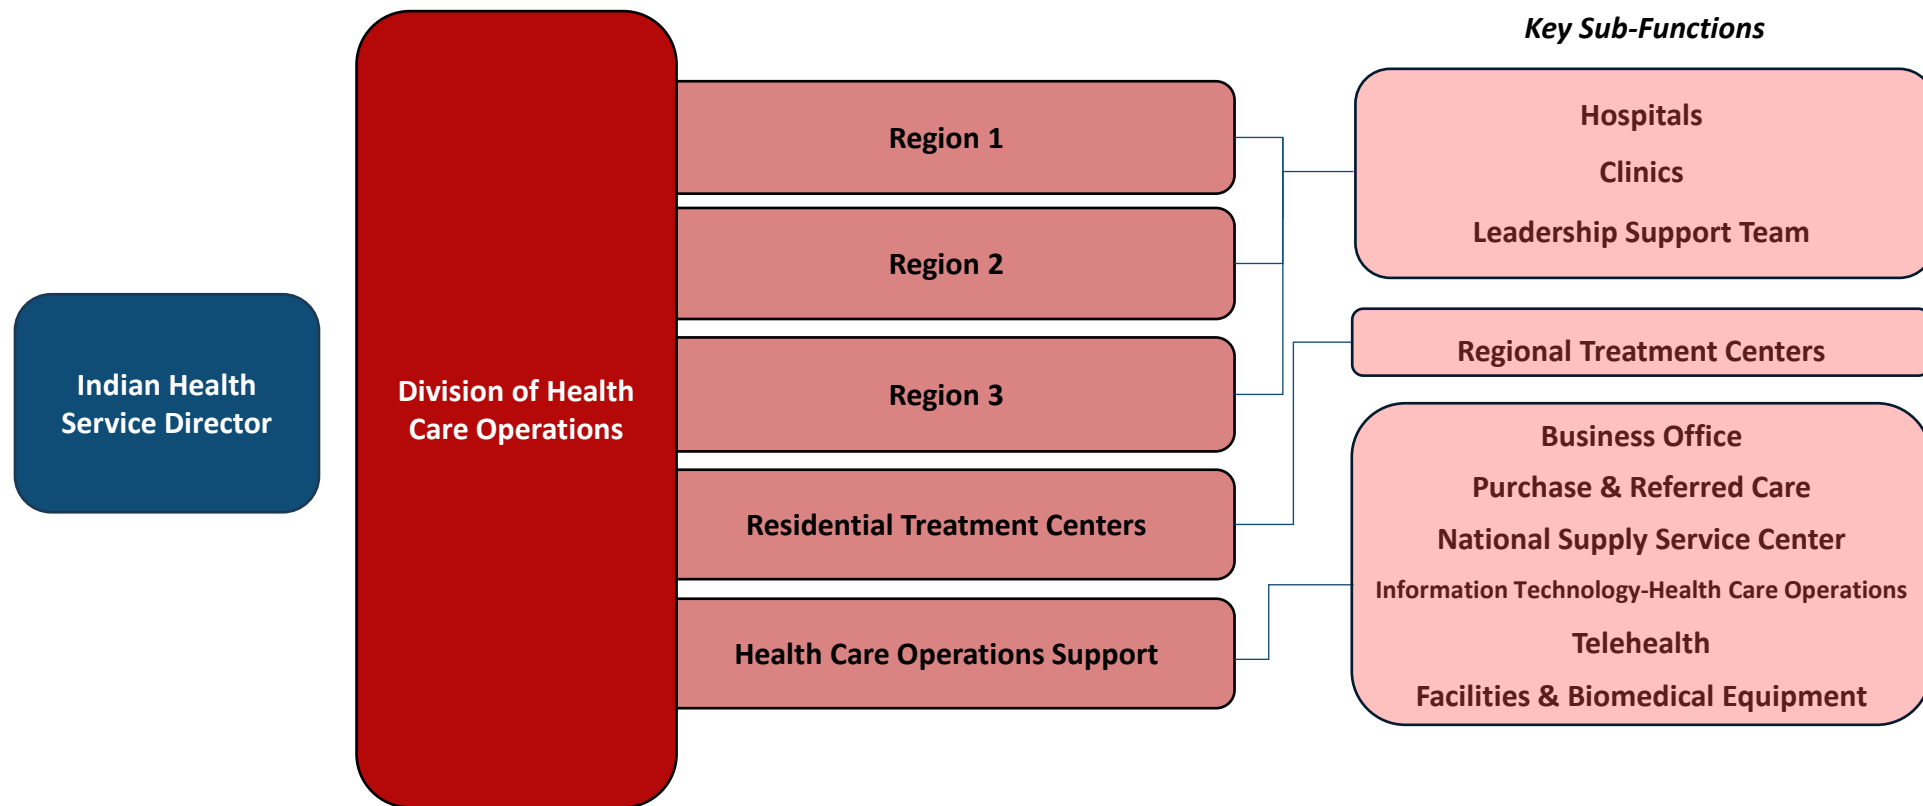 Key Sub-Functions
Indian Health
Service Director
Division of Health
Care Operations
Region 1
Region 2
Region 3
Residential Treatment Centers
Health Care Operations Support
Hospitals
Clinics
Leadership Support Team
Regional Treatment Centers
Business Office
Purchase & Referred Care
National Supply Service Center
Information Technology-Health Care Operations
Telehealth
Facilities & Biomedical Equipment